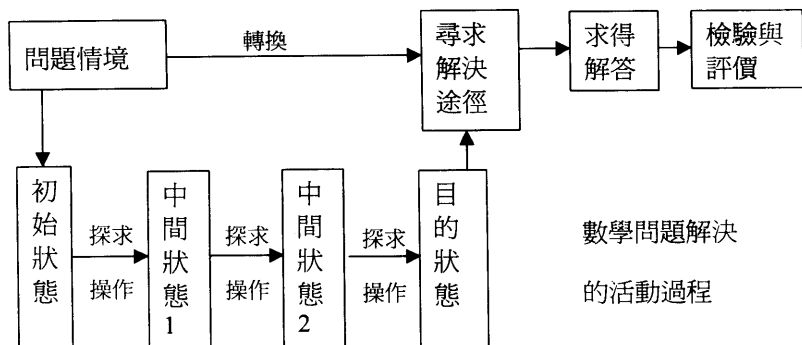 問題情境
轉換
尋求
解決
途徑
求得
解答
檢驗與
評價
初始狀態
探求
操作
中間狀態1
探求
操作
中間狀態2
探求
操作
目的狀態
數學問題解決
的活動過程